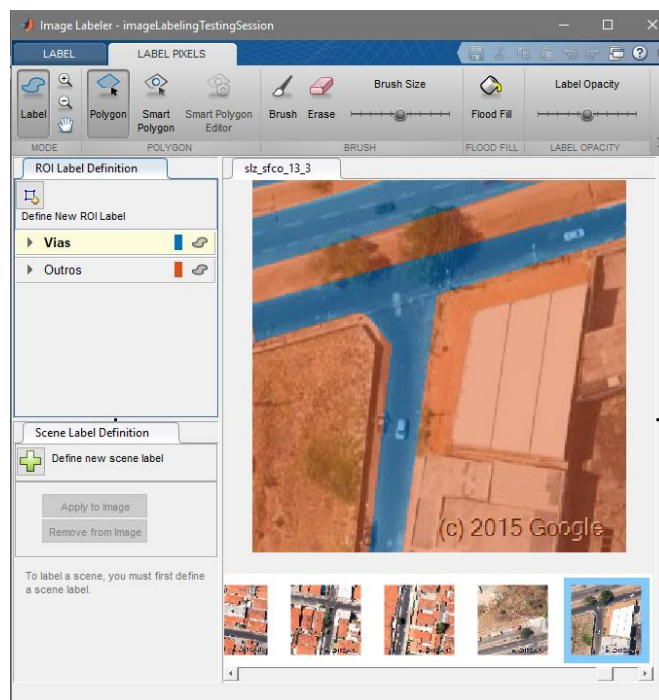 Image Labeler - imageLabelingTestingSession
LABEL
LABEL PIXELS
Label
Polygon
Smart
Polygon
Smart Polygon
Editor
Brush
Erase
Brush Size
Flood Fill
Label Opacity
MODE
POLYGON
BRUSH
FLOOD FILL
LABEL OPACITY
ROI Label Definition
slz_sfco_13_3
Define New ROI Label
Vias
Outros
Scene Label Definition
Define new scene label
Apply to Image
Remove from Image
To label a scene, you must first define
a scene label.
(c) 2015 Google